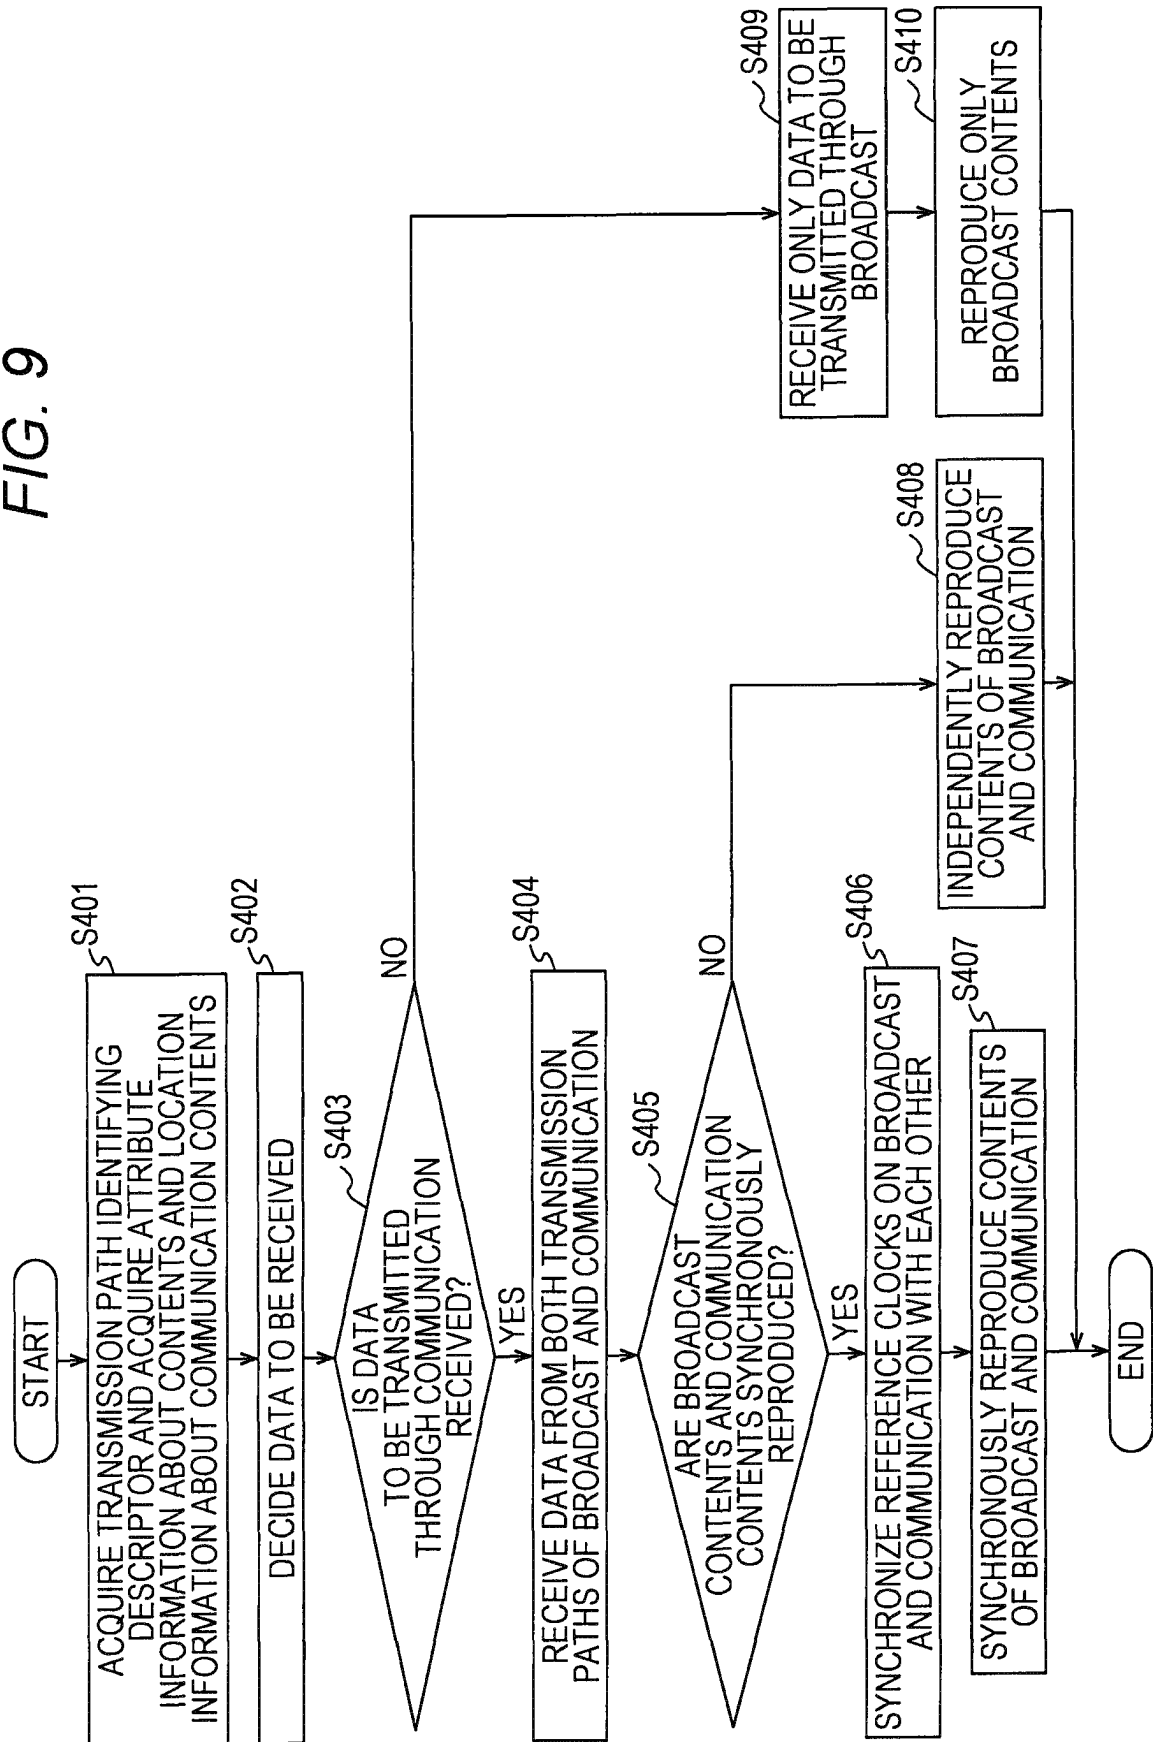 FIG. 9
START
S401
ACQUIRE TRANSMISSION PATH IDENTIFYING
DESCRIPTOR AND ACQUIRE ATTRIBUTE
INFORMATION ABOUT CONTENTS AND LOCATION
INFORMATION ABOUT COMMUNICATION CONTENTS
S402
DECIDE DATA TO BE RECEIVED
S403
IS DATA
TO BE TRANSMITTED
THROUGH COMMUNICATION
RECEIVED?
NO
YES
S404
RECEIVE DATA FROM BOTH TRANSMISSION
PATHS OF BROADCAST AND COMMUNICATION
S405
ARE BROADCAST
CONTENTS AND COMMUNICATION
CONTENTS SYNCHRONOUSLY
REPRODUCED?
NO
YES
S406
SYNCHRONIZE REFERENCE CLOCKS ON BROADCAST
AND COMMUNICATION WITH EACH OTHER
S407
SYNCHRONOUSLY REPRODUCE CONTENTS
OF BROADCAST AND COMMUNICATION
S408
INDEPENDENTLY REPRODUCE
CONTENTS OF BROADCAST
AND COMMUNICATION
S409
RECEIVE ONLY DATA TO BE
TRANSMITTED THROUGH
BROADCAST
S410
REPRODUCE ONLY
BROADCAST CONTENTS
END